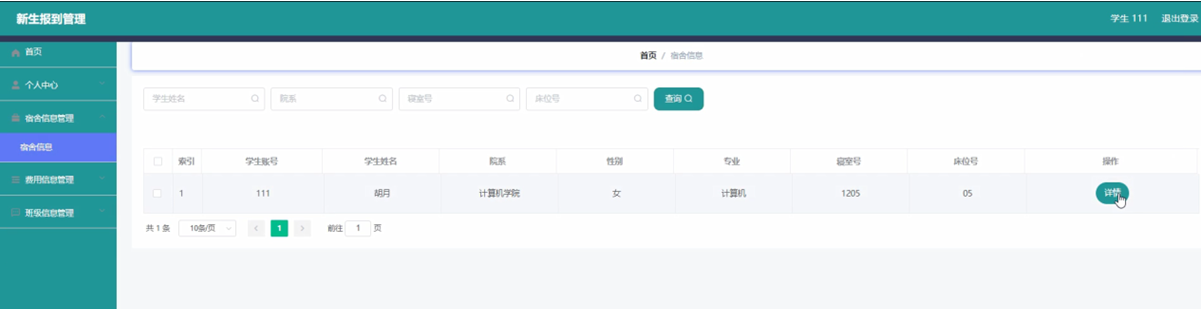 新生报到管理
学生 111 退出登录
首页
个人中心
宿舍信息管理
宿舍信息
费用信息管理
班级信息管理
首页 / 宿舍信息
学生姓名 院系 寝室号 床位号 查询
索引 学生账号 学生姓名 院系 性别 专业 寝室号 床位号 操作
1 111 胡月 计算机学院 女 计算机 1205 05 详情
共 1 条 10条/页 < 1 > 前往 1 页